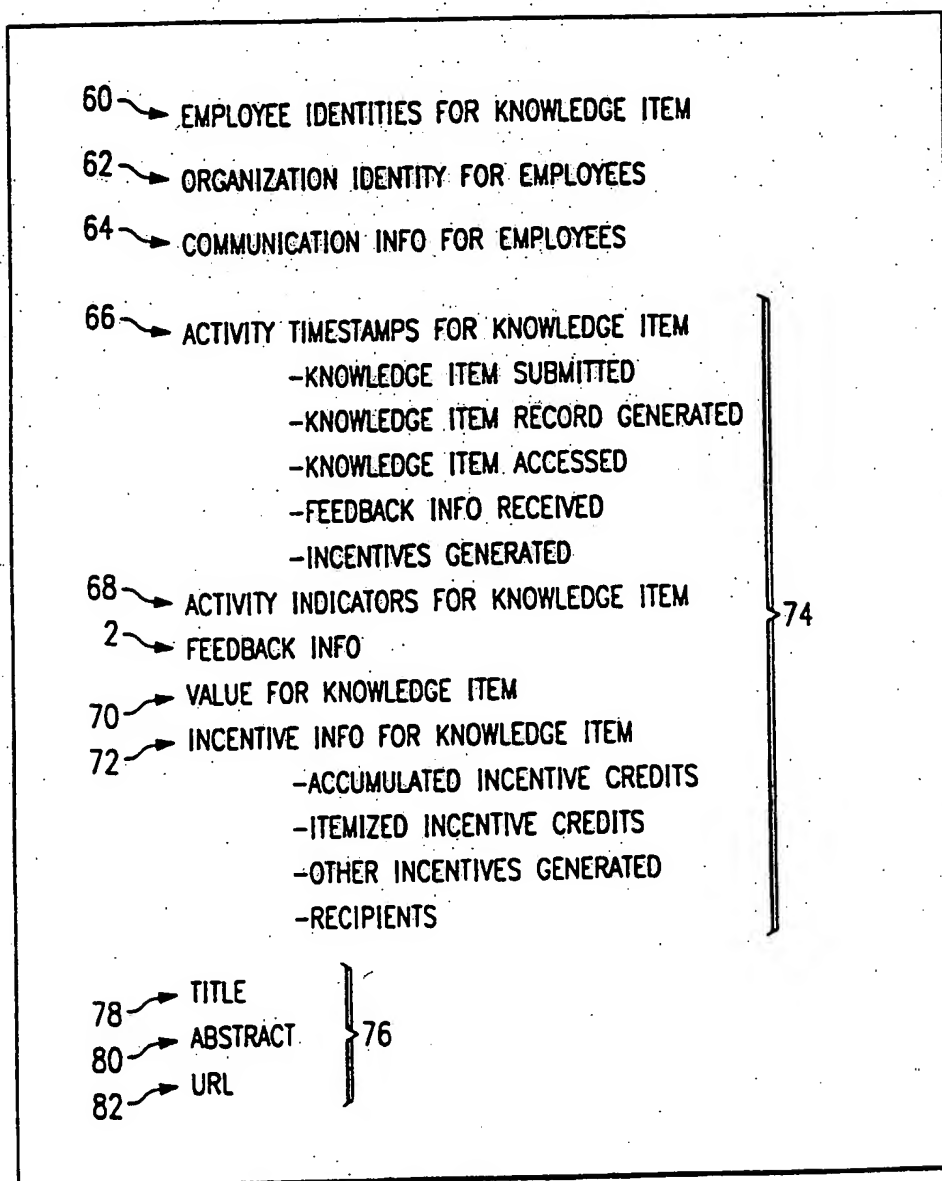 60 EMPLOYEE IDENTITIES FOR KNOWLEDGE ITEM
62 ORGANIZATION IDENTITY FOR EMPLOYEES
64 COMMUNICATION INFO FOR EMPLOYEES
66 ACTIVITY TIMESTAMPS FOR KNOWLEDGE ITEM
-KNOWLEDGE ITEM SUBMITTED
-KNOWLEDGE ITEM RECORD GENERATED
-KNOWLEDGE ITEM ACCESSED
-FEEDBACK INFO RECEIVED
-INCENTIVES GENERATED
68 ACTIVITY INDICATORS FOR KNOWLEDGE ITEM
74
2 FEEDBACK INFO
70 VALUE FOR KNOWLEDGE ITEM
72 INCENTIVE INFO FOR KNOWLEDGE ITEM
-ACCUMULATED INCENTIVE CREDITS
-ITEMIZED INCENTIVE CREDITS
-OTHER INCENTIVES GENERATED
-RECIPIENTS
78 TITLE
80 ABSTRACT
76
82 URL